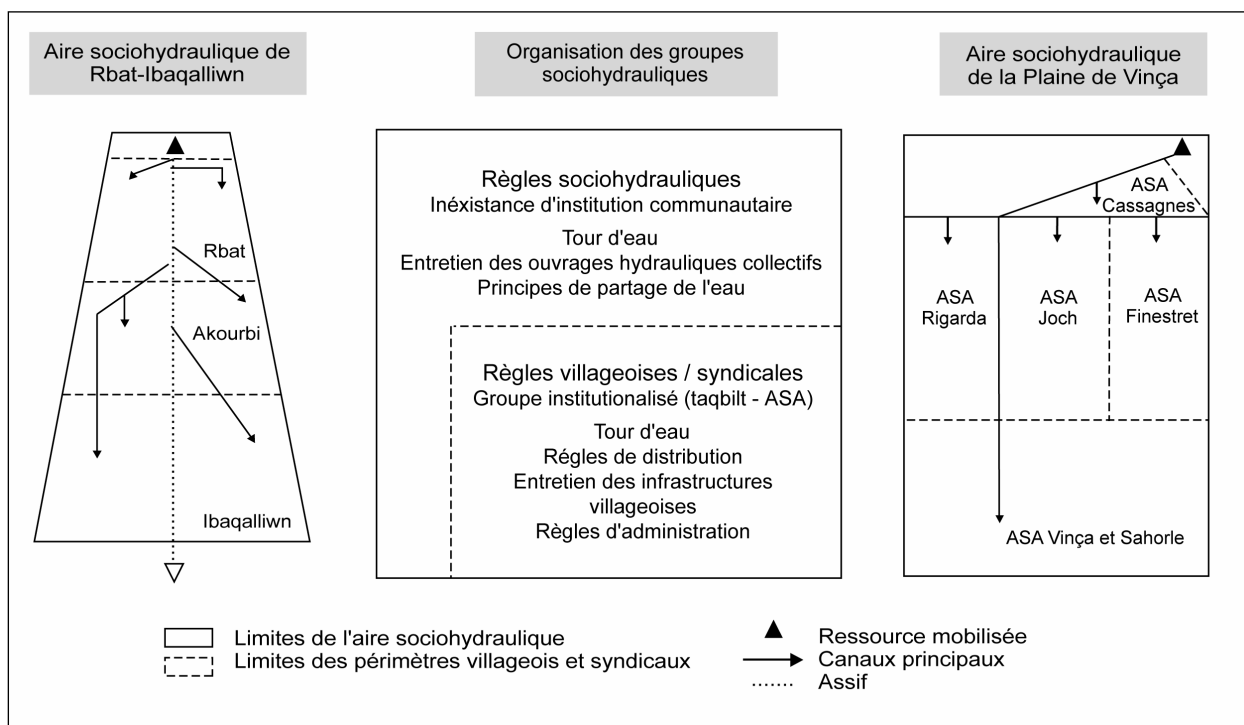 Aire sociohydraulique de
Rbat-Ibaqalliwn
Rbat
Akourbi
Ibaqalliwn
Organisation des groupes
sociohydrauliques
Règles sociohydrauliques
Inéxistance d'institution communautaire
Tour d'eau
Entretien des ouvrages hydrauliques collectifs
Principes de partage de l'eau
Règles villageoises / syndicales
Groupe institutionalisé (taqbilt - ASA)
Tour d'eau
Régles de distribution
Entretien des infrastructures
villageoises
Règles d'administration
Aire sociohydraulique
de la Plaine de Vinça
ASA
Cassagnes
ASA
Rigarda
ASA
Joch
ASA
Finestret
ASA Vinça et Sahorle
Limites de l'aire sociohydraulique
Limites des périmètres villageois et syndicaux
Ressource mobilisée
Canaux principaux
Assif